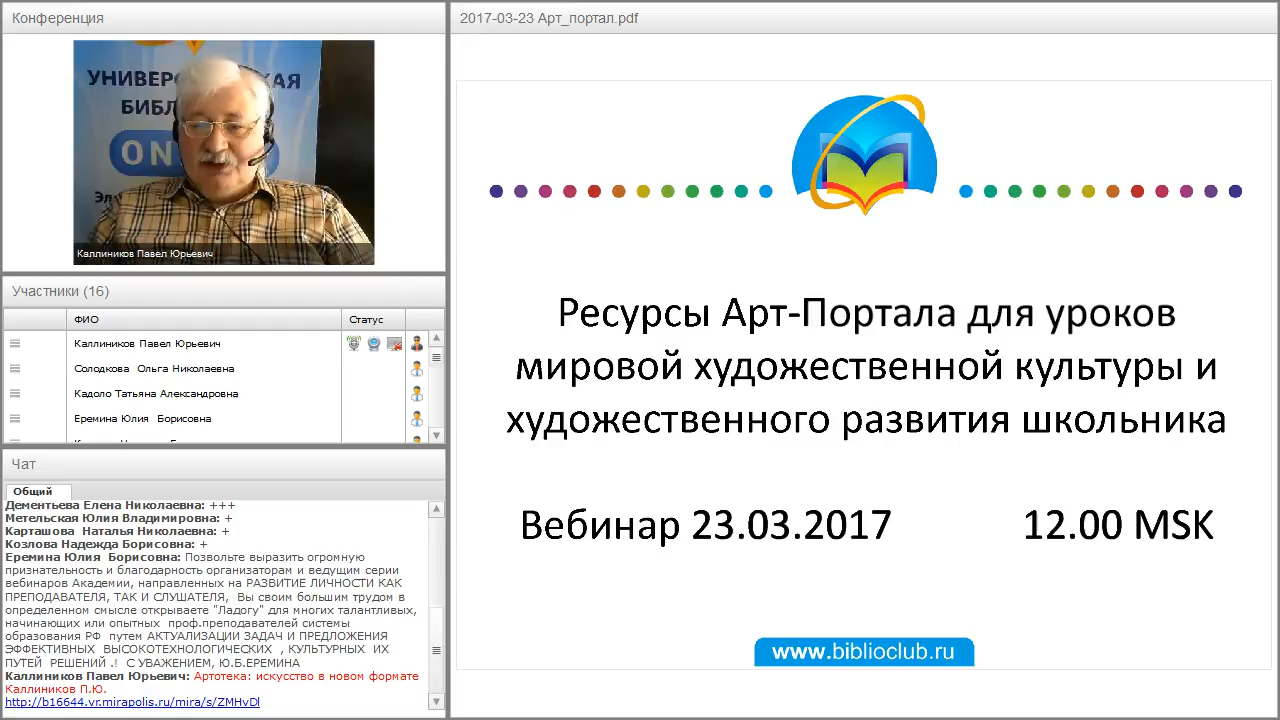 Конференция
УНИВЕР КАЯ
БИБЛ
ON
Каллиников Павел Юрьевич
Участники (16)
ФИО Статус
Каллиников Павел Юрьевич
Солодкова Ольга Николаевна
Кадоло Татьяна Александровна
Еремина Юлия Борисовна
Чат
Общий
Дементьева Елена Николаевна: +++
Метельская Юлия Владимировна: +
Карташова Наталья Николаевна: +
Козлова Надежда Борисовна: +
Еремина Юлия Борисовна: Позвольте выразить огромную
признательность и благодарность организаторам и ведущим серии
вебинаров Академии, направленных на РАЗВИТИЕ ЛИЧНОСТИ КАК
ПРЕПОДАВАТЕЛЯ, ТАК И СЛУШАТЕЛЯ, Вы своим большим трудом в
определенном смысле открываете "Ладогу" для многих талантливых,
начинающих или опытных проф.преподавателей системы
образования РФ путем АКТУАЛИЗАЦИИ ЗАДАЧ И ПРЕДЛОЖЕНИЯ
ЭФФЕКТИВНЫХ ВЫСОКОТЕХНОЛОГИЧЕСКИХ , КУЛЬТУРНЫХ ИХ
ПУТЕЙ РЕШЕНИЙ .! С УВАЖЕНИЕМ, Ю.Б.ЕРЕМИНА
Каллиников Павел Юрьевич: Артотека: искусство в новом формате
Каллиников П.Ю.
http://b16644.vr.mirapolis.ru/mira/s/ZMHvDl
2017-03-23 Арт_портал.pdf
Ресурсы Арт-Портала для уроков
мировой художественной культуры и
художественного развития школьника
Вебинар 23.03.2017 12.00 MSK
www.biblioclub.ru